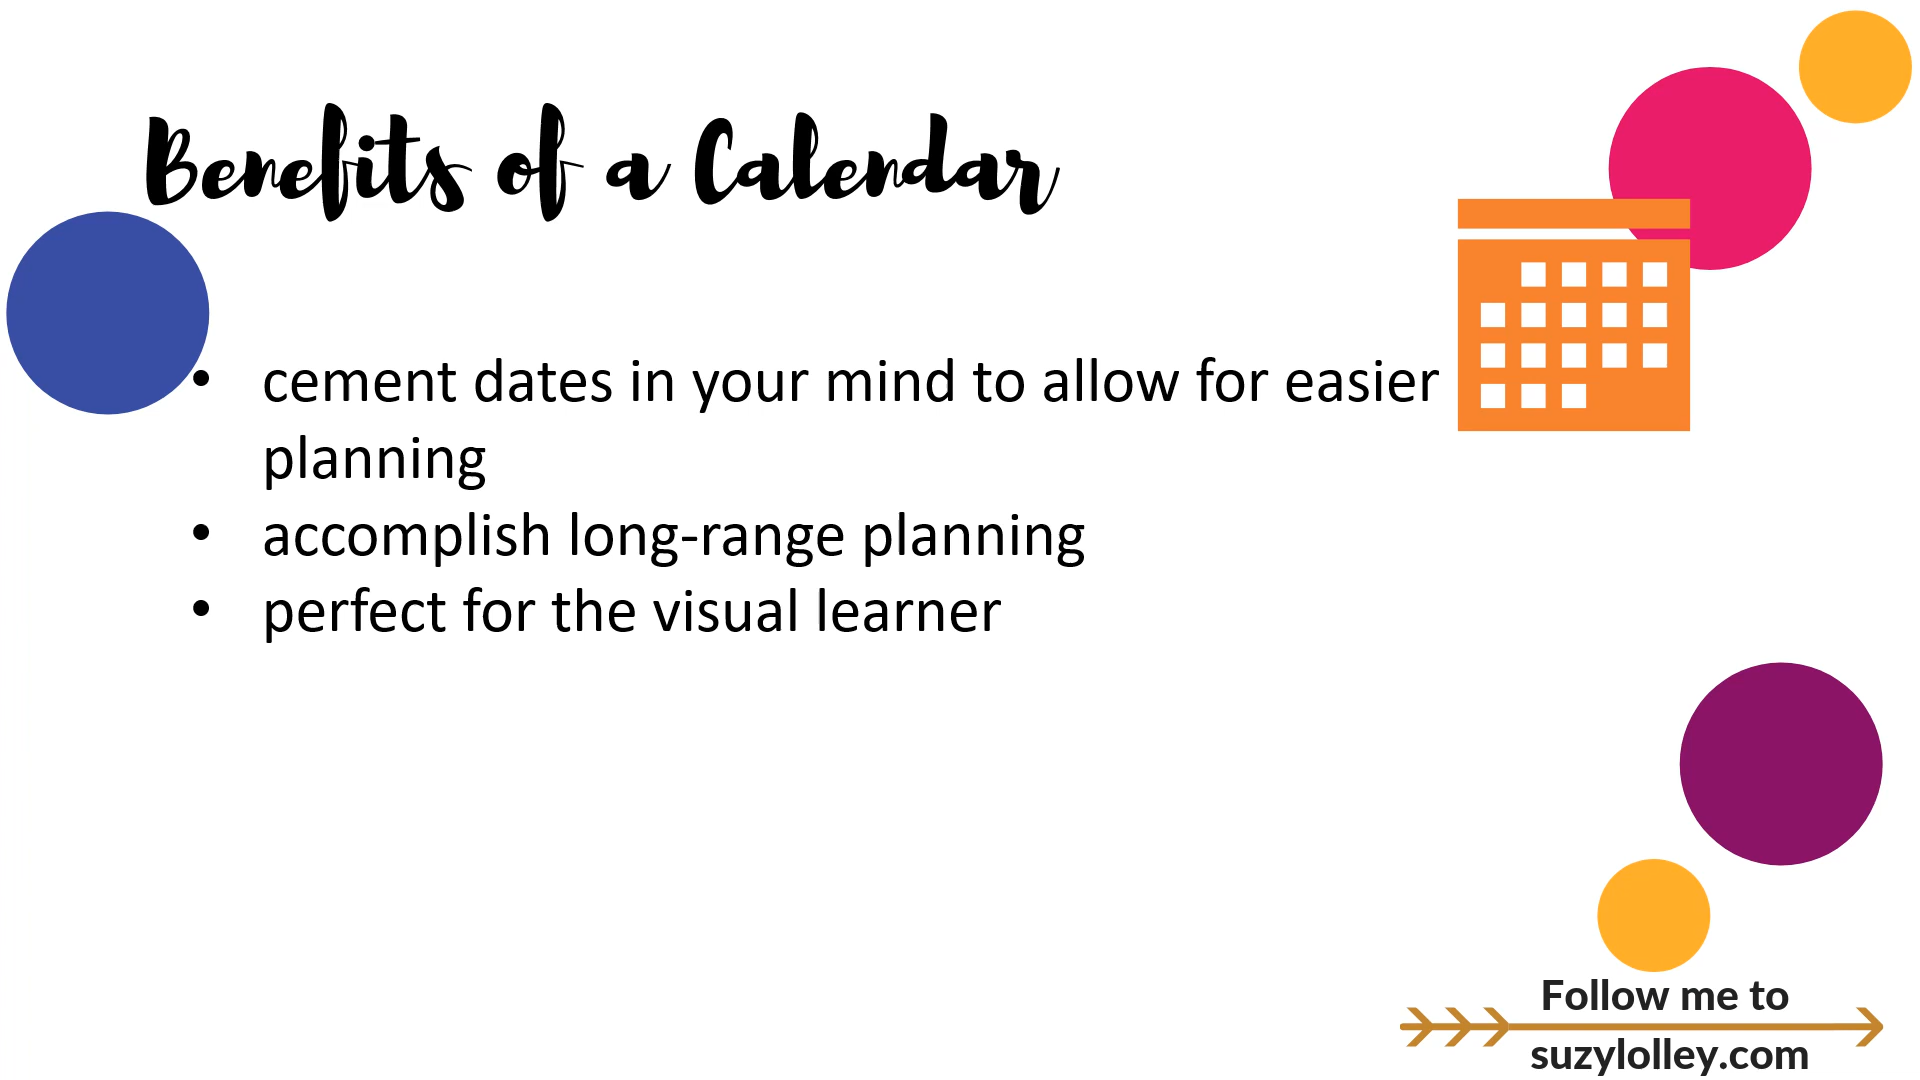 Benefits of a Calendar
• cement dates in your mind to allow for easier
planning
• accomplish long-range planning
• perfect for the visual learner
Follow me to
suzylolley.com